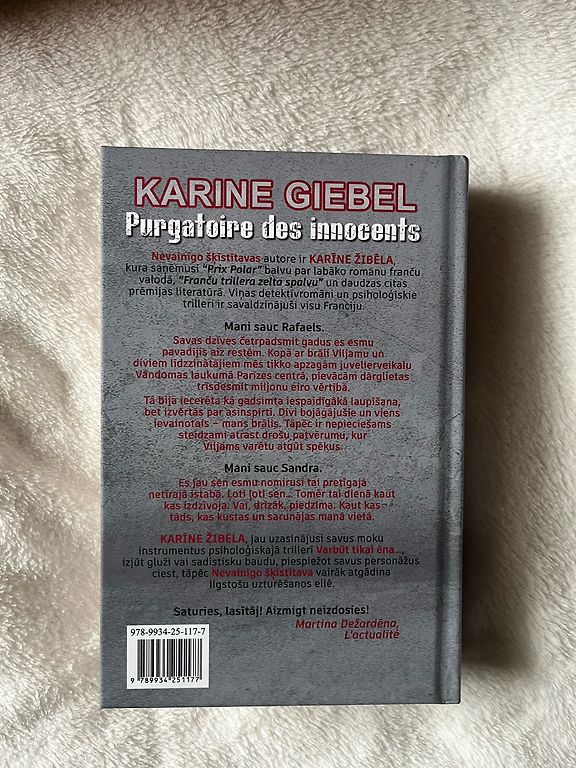 KARINE GIEBEL
Purgatoire des innocents
Nevainīgo šķīstītavas autore ir KARĪNE ŽIBĒLA,
kura saņēmusi “Prix Polar” balvu par labāko romānu franču
valodā, “Franču trillera zelta spalvu” un daudzas citas
prēmijas literatūrā. Viņas detektīvromāni un psiholoģiskie
trilleri ir savaldzinājuši visu Franciju.
Mani sauc Rafaels.
Savas dzīves četrpadsmit gadus es esmu
pavadījis aiz restēm. Kopā ar brāli Viljamu un
diviem līdzzinātājiem mēs tikko apzagām juvelierveikalu
Vandomas laukumā Parīzes centrā, pievācām dārglietas
trīsdesmit miljonu eiro vērtībā.
Tā bija iecerēta kā gadsimta iespaidīgākā laupīšana,
bet izvērtās par asinspirti. Divi bojāgājušie un viens
ievainotais – mans brālis. Tāpēc ir nepieciešams
steidzami atrast drošu patvērumu, kur
Viljams varētu atgūt spēkus.
Mani sauc Sandra.
Es jau sen esmu nomirusi tai pretīgajā
netīrajā istabā. Ļoti ļoti sen... Tomēr tai dienā kaut
kas izdzīvoja. Vai, drīzāk, piedzima. Kaut kas
tāds, kas kustas un sarunājas manā vietā.
KARĪNE ŽIBĒLA, jau uzasinājusi savus moku
instrumentus psiholoģiskajā trillerī Varbūt tikai ēna...,
izjūt gluži vai sadistisku baudu, piespiežot savus personāžus
ciest, tāpēc Nevainīgo šķīstītava vairāk atgādina
ilgstošu uzturēšanos ellē.
Saturies, lasītāj! Aizmigt neizdosies!
Martina Dežardēna,
L'actualité
978-9934-25-117-7
9 789934 251177